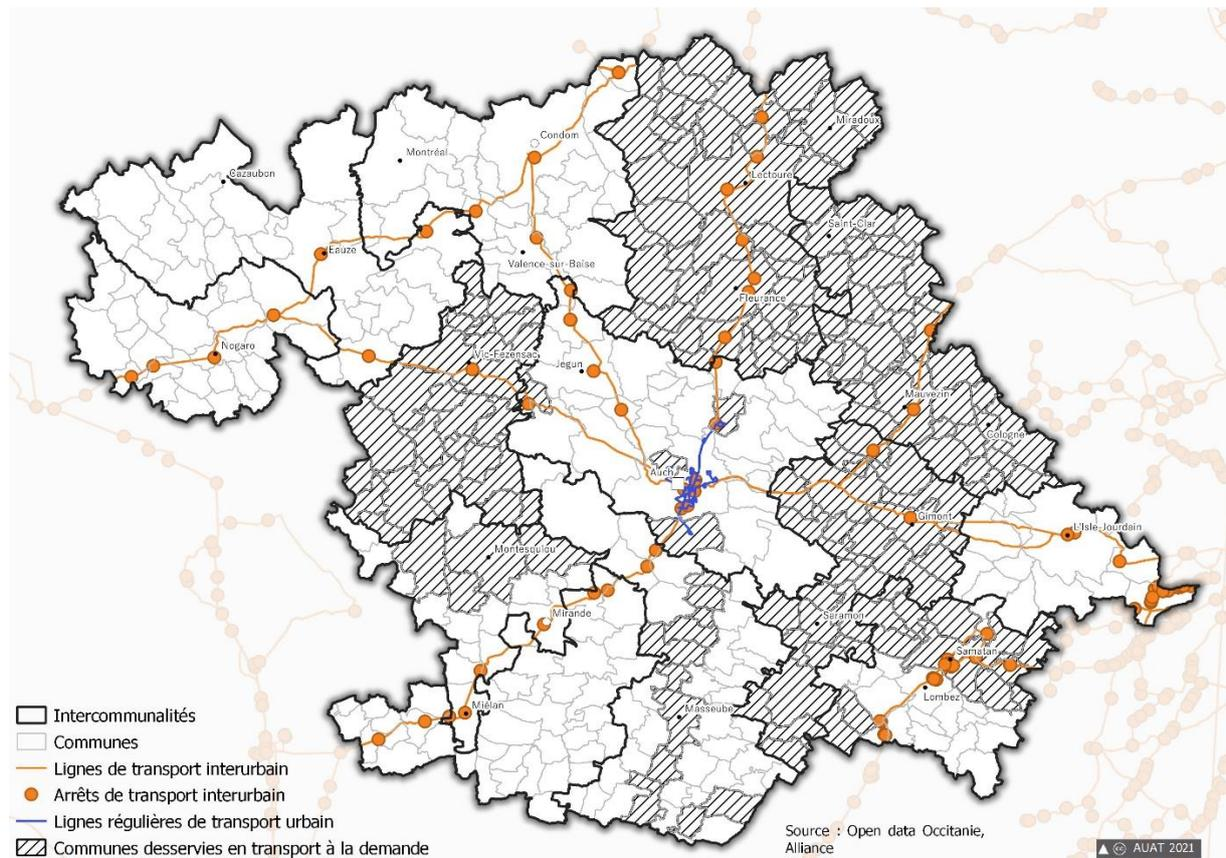 Condom
Miradoux
Montréal
Lectoure
Cazaubon
Saint-Clar
Eauze
Valence-sur-Baïse
Fleurance
Nogaro
Vic-Fezensac
Jegun
Mauvezin
Cologne
Auch
Gimont
L'Isle-Jourdain
Montesquiou
Mirande
Saramon
Samatan
Lombez
Miélan
Masseube
Intercommunalités
Communes
Lignes de transport interurbain
Arrêts de transport interurbain
Lignes régulières de transport urbain
Communes desservies en transport à la demande
Source : Open data Occitanie,
Alliance
AUAT 2021